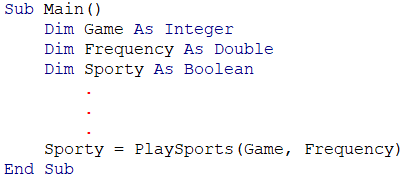 Sub Main()
Dim Game As Integer
Dim Frequency As Double
Dim Sporty As Boolean
.
.
.
Sporty = PlaySports(Game, Frequency)
End Sub